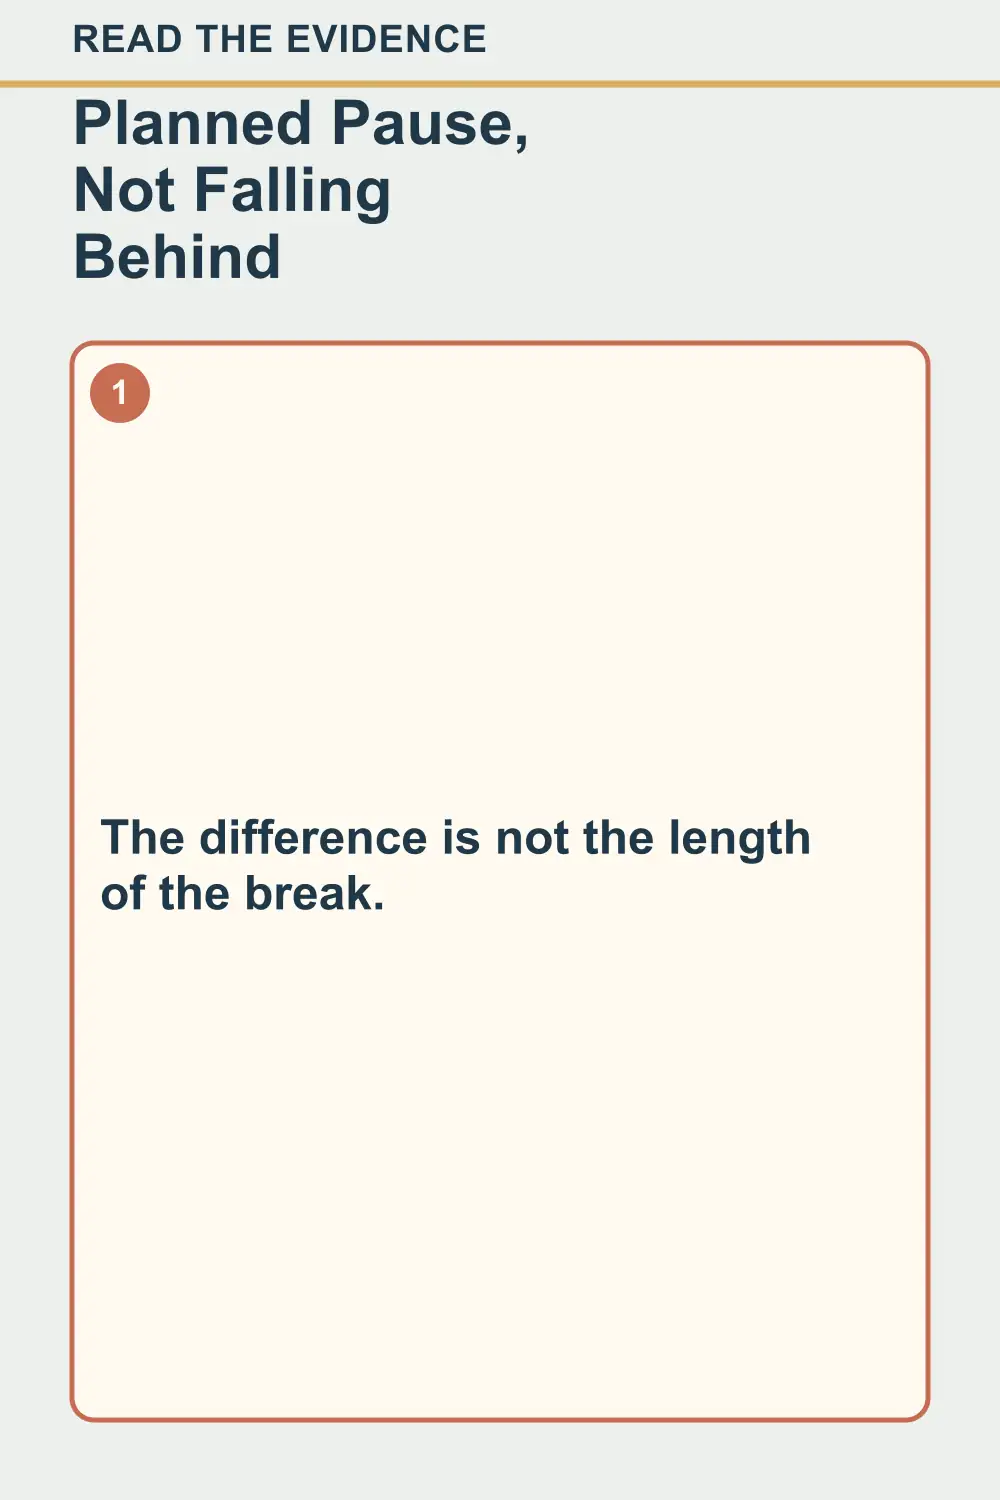 READ THE EVIDENCE
Planned Pause,
Not Falling
Behind
1
The difference is not the length
of the break.